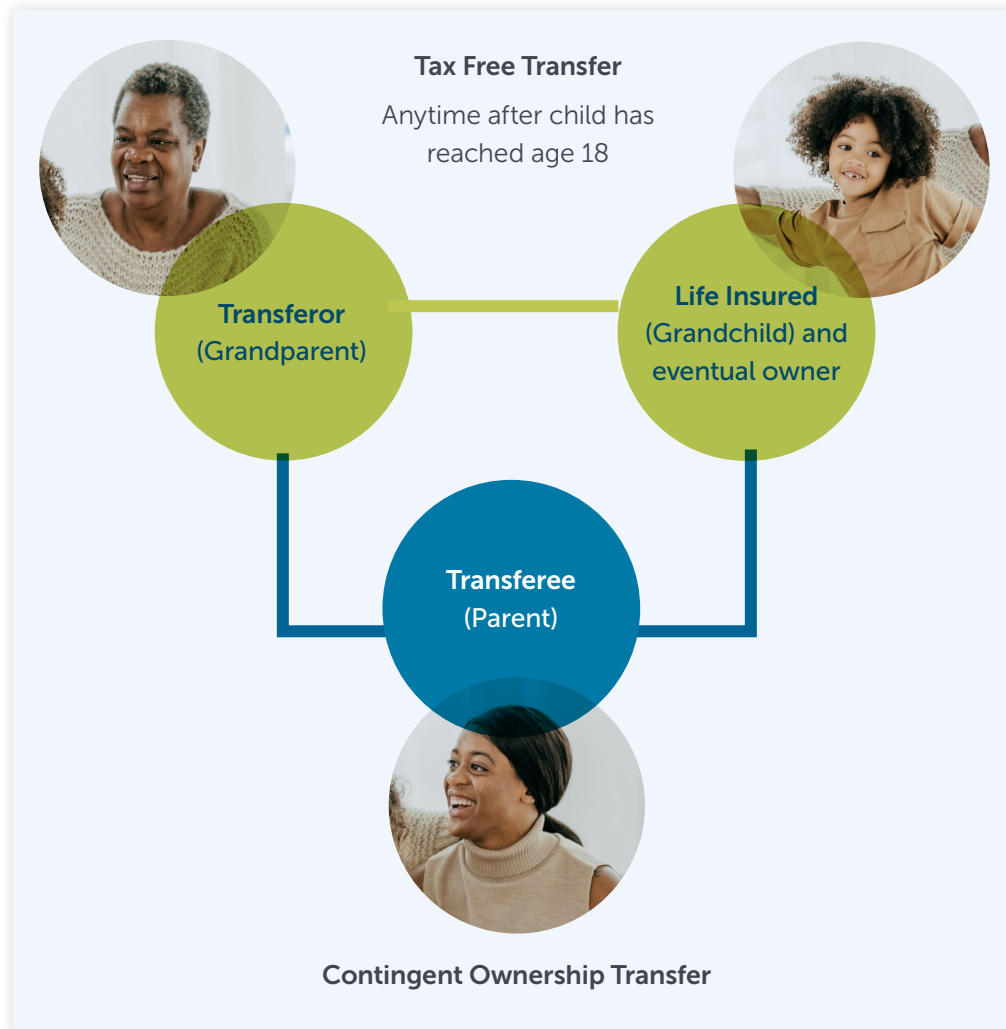 Tax Free Transfer
Anytime after child has
reached age 18
Transferor
(Grandparent)
Life Insured
(Grandchild) and
eventual owner
Transferee
(Parent)
Contingent Ownership Transfer